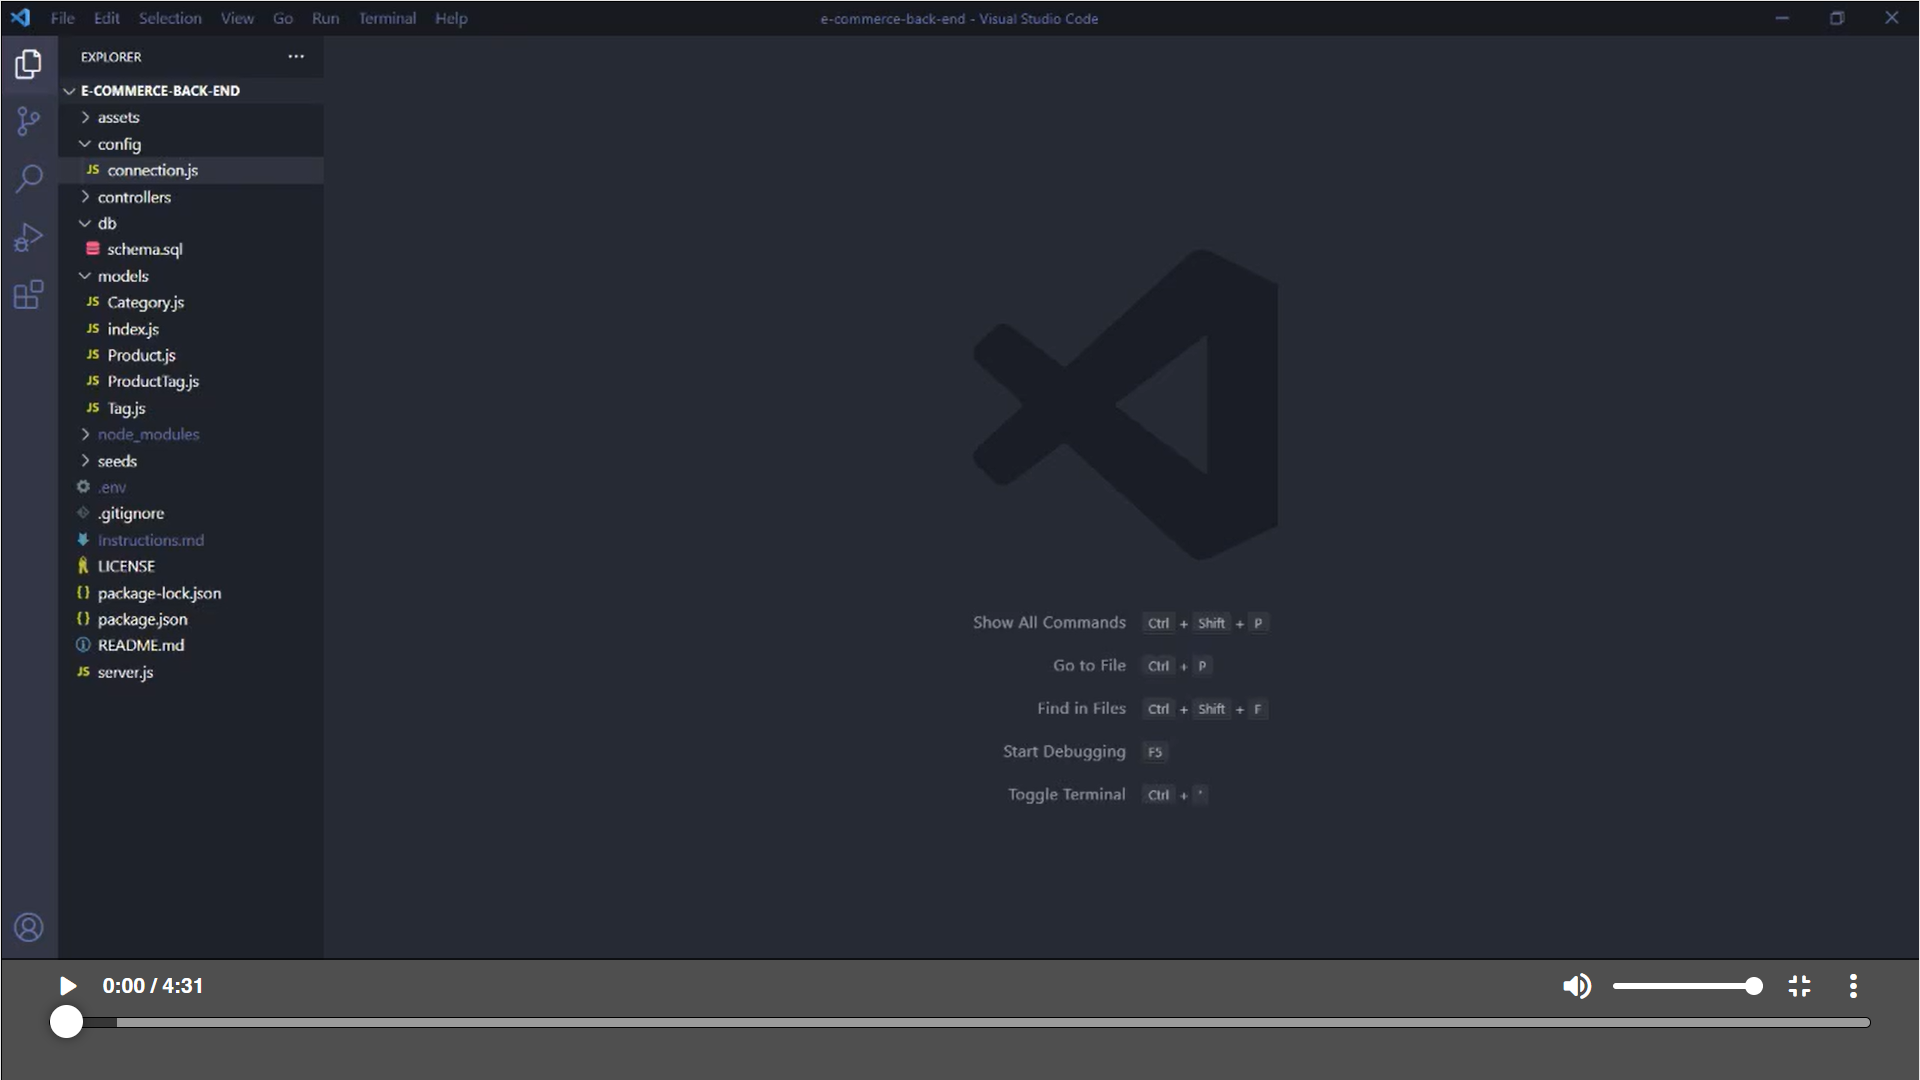 File Edit Selection View Go Run Terminal Help
e-commerce-back-end - Visual Studio Code
EXPLORER
E-COMMERCE-BACK-END
assets
config
JS connection.js
controllers
db
schema.sql
models
JS Category.js
JS index.js
JS Product.js
JS ProductTag.js
JS Tag.js
node_modules
seeds
.env
.gitignore
Instructions.md
LICENSE
{} package-lock.json
{} package.json
README.md
JS server.js
Show All Commands Ctrl + Shift + P
Go to File Ctrl + P
Find in Files Ctrl + Shift + F
Start Debugging F5
Toggle Terminal Ctrl + '
0:00 / 4:31